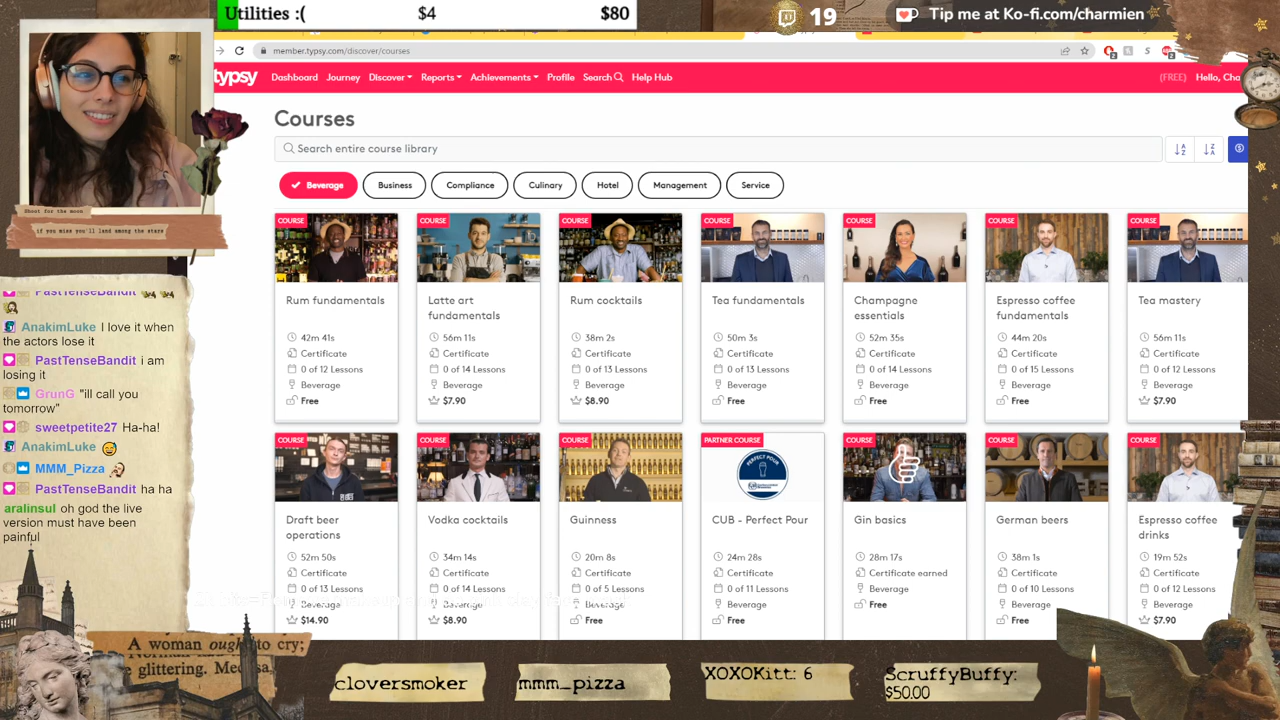 Utilities :( $4 $80
19
Tip me at Ko-fi.com/charmien
member.typsy.com/discover/courses
typsy Dashboard Journey Discover Reports Achievements Profile Search Help Hub (FREE) Hello, Cha
Courses
Search entire course library
Beverage Business Compliance Culinary Hotel Management Service
COURSE COURSE COURSE COURSE COURSE COURSE COURSE
Rum fundamentals
42m 41s
Certificate
0 of 12 Lessons
Beverage
Free
Latte art
fundamentals
56m 11s
Certificate
0 of 14 Lessons
Beverage
$7.90
Rum cocktails
38m 2s
Certificate
0 of 13 Lessons
Beverage
$8.90
Tea fundamentals
50m 3s
Certificate
0 of 13 Lessons
Beverage
Free
Champagne
essentials
52m 35s
Certificate
0 of 14 Lessons
Beverage
Free
Espresso coffee
fundamentals
44m 20s
Certificate
0 of 15 Lessons
Beverage
Free
Tea mastery
56m 11s
Certificate
0 of 12 Lessons
Beverage
$7.90
COURSE COURSE COURSE PARTNER COURSE COURSE COURSE COURSE
Draft beer
operations
52m 50s
Certificate
0 of 13 Lessons
Beverage
$14.90
Vodka cocktails
34m 14s
Certificate
0 of 14 Lessons
Beverage
$8.90
Guinness
20m 8s
Certificate
0 of 10 Lessons
Beverage
Free
PERFECT POUR
CUB - Perfect Pour
24m 28s
Certificate
0 of 11 Lessons
Beverage
Free
Gin basics
28m 17s
Certificate earned
Beverage
Free
German beers
38m 1s
Certificate
0 of 10 Lessons
Beverage
Free
Espresso coffee
drinks
19m 52s
Certificate
0 of 12 Lessons
Beverage
$7.90
Shoot for the moon
if you miss you'll land among the stars
PastTenseBandit
AnakimLuke I love it when
the actors lose it
PastTenseBandit i am
losing it
GrunG "ill call you
tomorrow"
sweetpetite27 Ha-ha!
AnakimLuke
MMM_Pizza
PastTenseBandit ha ha
aralinsul oh god the live
version must have been
painful
A woman ought to cry;
glittering.
cloversmoker
mmm_pizza
XOXOKitt: 6
ScruffyBuffy:
$50.00